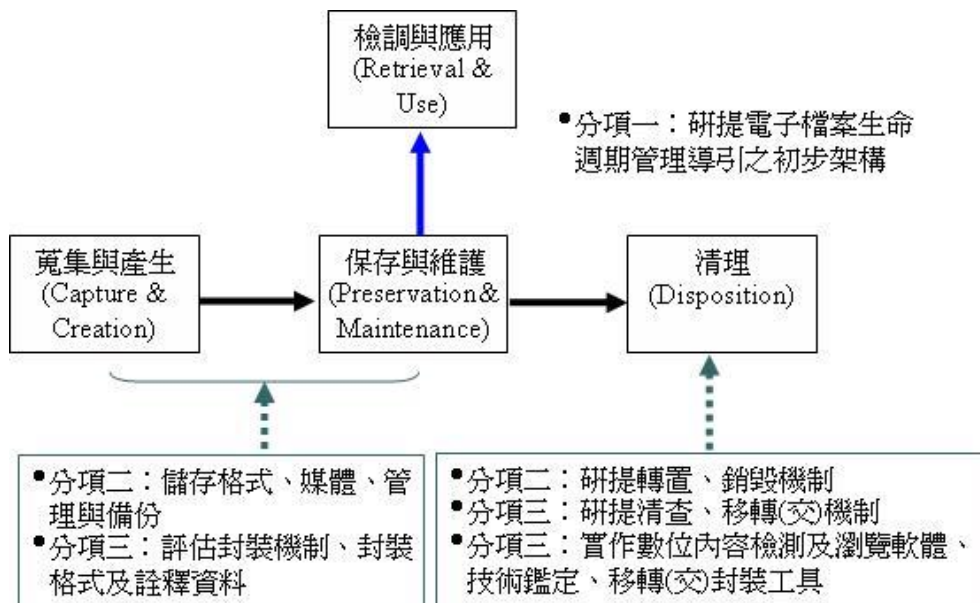 檢調與應用
(Retrieval &
Use)
•分項一：研提電子檔案生命
週期管理導引之初步架構
蒐集與產生
(Capture &
Creation)
保存與維護
(Preservation&
Maintenance)
清理
(Disposition)
•分項二：儲存格式、媒體、管
理與備份
•分項三：評估封裝機制、封裝
格式及詮釋資料
•分項二：研提轉置、銷毀機制
•分項三：研提清查、移轉(交)機制
•分項三：實作數位內容檢測及瀏覽軟體、
技術鑑定、移轉(交)封裝工具